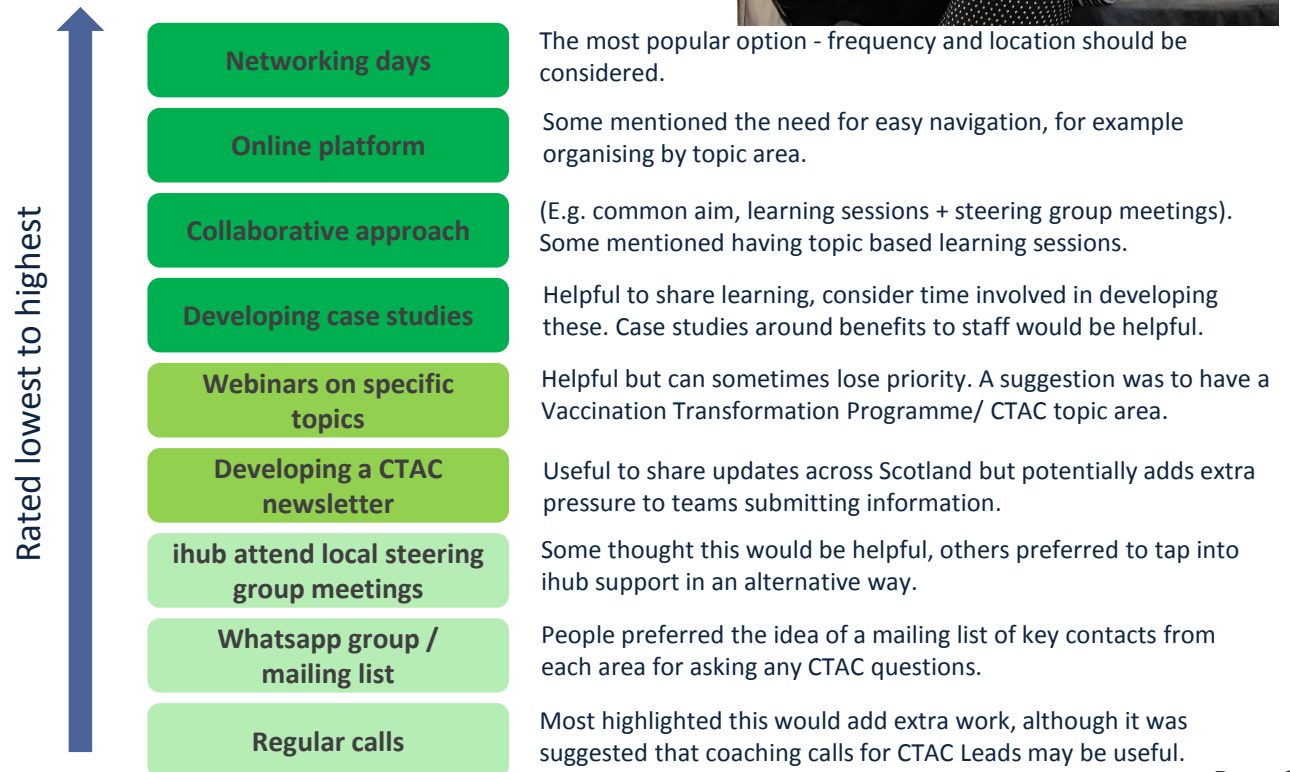 Networking days
The most popular option - frequency and location should be
considered.
Online platform
Some mentioned the need for easy navigation, for example
organising by topic area.
Collaborative approach
(E.g. common aim, learning sessions + steering group meetings).
Some mentioned having topic based learning sessions.
Developing case studies
Helpful to share learning, consider time involved in developing
these. Case studies around benefits to staff would be helpful.
Webinars on specific
topics
Helpful but can sometimes lose priority. A suggestion was to have a
Vaccination Transformation Programme/ CTAC topic area.
Developing a CTAC
newsletter
Useful to share updates across Scotland but potentially adds extra
pressure to teams submitting information.
ihub attend local steering
group meetings
Some thought this would be helpful, others preferred to tap into
ihub support in an alternative way.
Whatsapp group /
mailing list
People preferred the idea of a mailing list of key contacts from
each area for asking any CTAC questions.
Regular calls
Most highlighted this would add extra work, although it was
suggested that coaching calls for CTAC Leads may be useful.
Rated lowest to highest